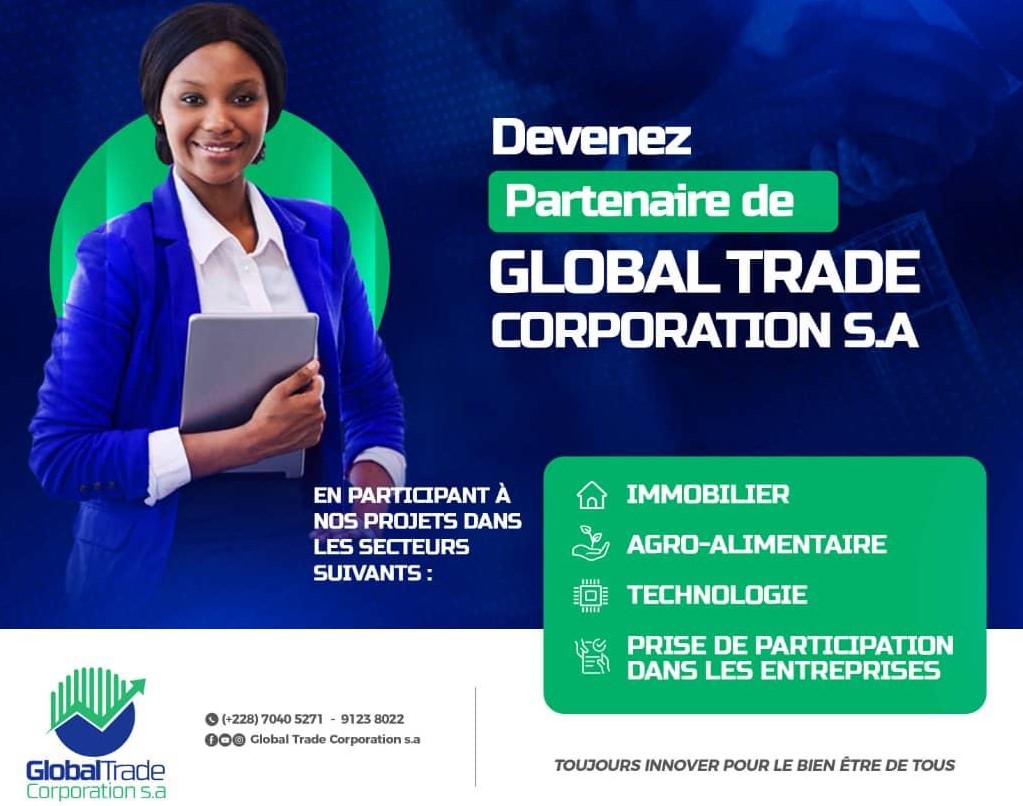 Devenez
Partenaire de
GLOBAL TRADE
CORPORATION S.A
EN PARTICIPANT À
NOS PROJETS DANS
LES SECTEURS
SUIVANTS :
IMMOBILIER
AGRO-ALIMENTAIRE
TECHNOLOGIE
PRISE DE PARTICIPATION
DANS LES ENTREPRISES
GlobalTrade
Corporation s.a
(+228) 7040 5271 - 9123 8022
Global Trade Corporation s.a
TOUJOURS INNOVER POUR LE BIEN ÊTRE DE TOUS